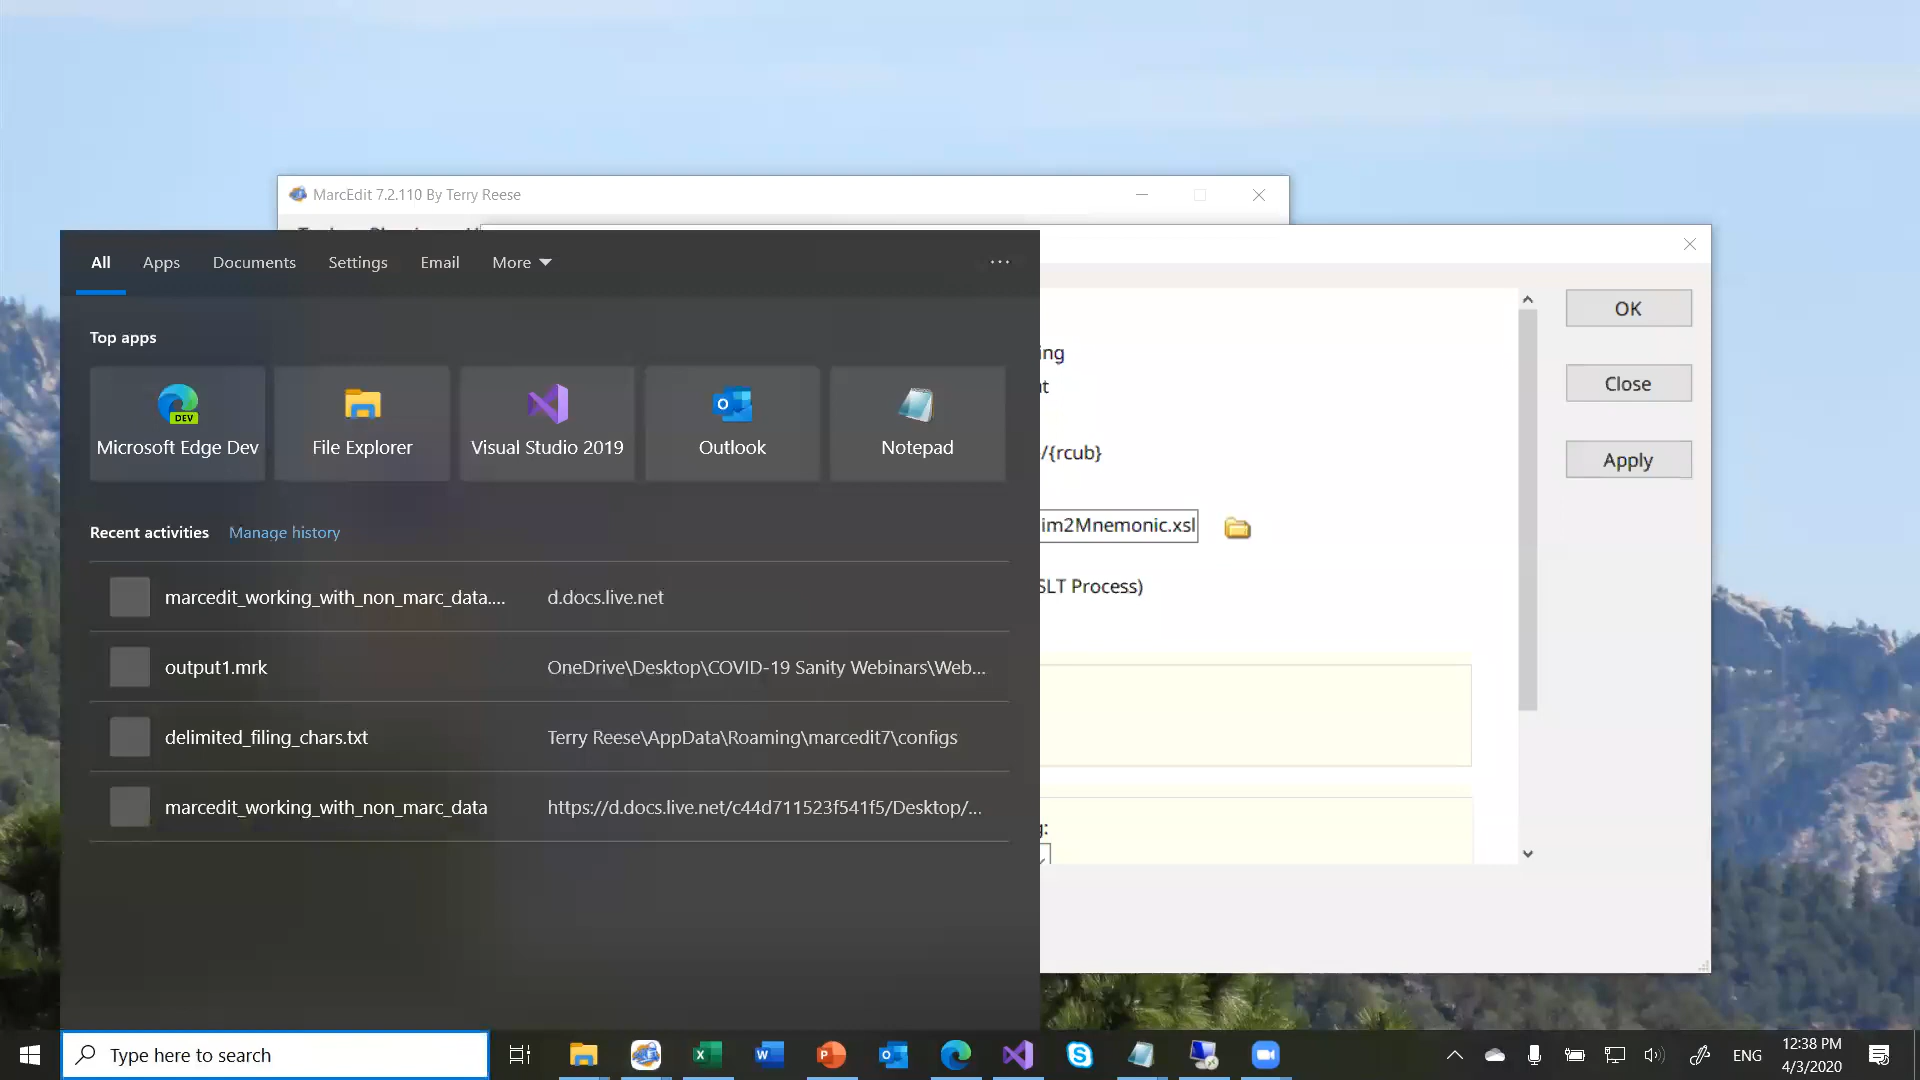 MarcEdit 7.2.110 By Terry Reese
All Apps Documents Settings Email More
Top apps
Microsoft Edge Dev
DEV
File Explorer
Visual Studio 2019
Outlook
Notepad
Recent activities Manage history
marcedit_working_with_non_marc_data.... d.docs.live.net
output1.mrk OneDrive\Desktop\COVID-19 Sanity Webinars\Web...
delimited_filing_chars.txt Terry Reese\AppData\Roaming\marcedit7\configs
marcedit_working_with_non_marc_data https://d.docs.live.net/c44d711523f541f5/Desktop/...
ing
t
/{rcub}
im2Mnemonic.xsl
SLT Process)
g:
OK
Close
Apply
Type here to search
ENG
12:38 PM
4/3/2020